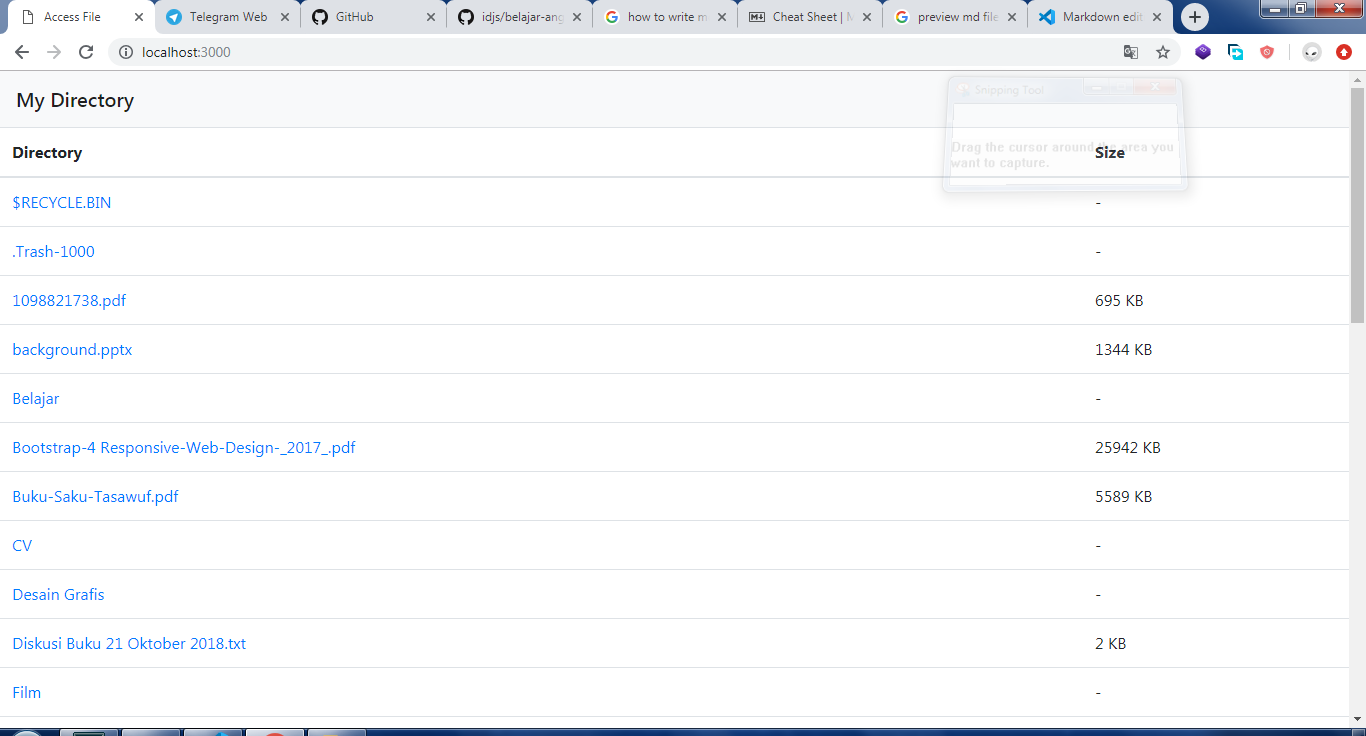 Access File
Telegram Web
GitHub
idjs/belajar-ang
how to write m
Cheat Sheet | M
preview md file
Markdown edit
localhost:3000
My Directory
Snipping Tool
Directory
Size
Drag the cursor around the area you
want to capture.
$RECYCLE.BIN -
.Trash-1000 -
1098821738.pdf 695 KB
background.pptx 1344 KB
Belajar -
Bootstrap-4 Responsive-Web-Design-_2017_.pdf 25942 KB
Buku-Saku-Tasawuf.pdf 5589 KB
CV -
Desain Grafis -
Diskusi Buku 21 Oktober 2018.txt 2 KB
Film -